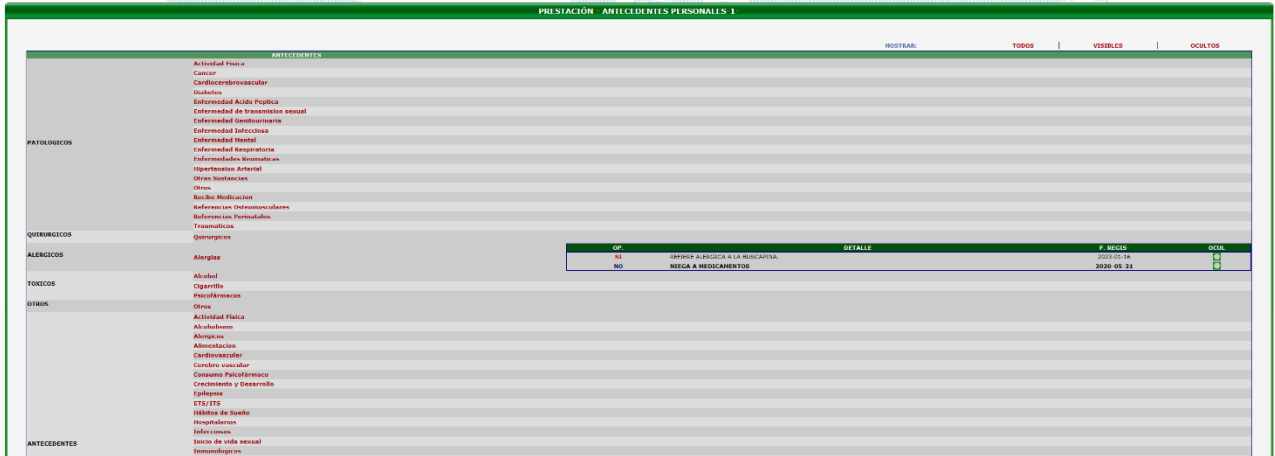 PRESTACIÓN - ANTECEDENTES PERSONALES-1-
MOSTRAR: TODOS | VISIBLES | OCULTOS
ANTECEDENTES
PATOLOGICOS
Actividad Fisica
Cancer
Cardiocerebrovascular
Diabetes
Enfermedad Acido Peptica
Enfermedad de transmision sexual
Enfermedad Genitourinaria
Enfermedad Infecciosa
Enfermedad Mental
Enfermedad Respiratoria
Enfermedades Reumaticas
Hipertension Arterial
Otras Sustancias
Otros
Recibe Medicacion
Referencias Osteomusculares
Referencias Perinatales
Traumaticos
QUIRURGICOS Quirurgicos
ALERGICOS Alergias
OP. DETALLE F. REGIS- OCUL
SI REFIERE ALERGICA A LA BUSCAPINA. 2023-01-16
NO NIEGA A MEDICAMENTOS 2020-05-21
TOXICOS
Alcohol
Cigarrillo
Psicofármacos
OTROS Otros
ANTECEDENTES
Actividad Física
Alcoholismo
Alergicos
Alimentacion
Cardiovascular
Cerebro vascular
Consumo Psicofármaco
Crecimiento y Desarrollo
Epilepsia
ETS/ITS
Hábitos de Sueño
Hospitalarios
Infecciosos
Inicio de vida sexual
Inmunologicos